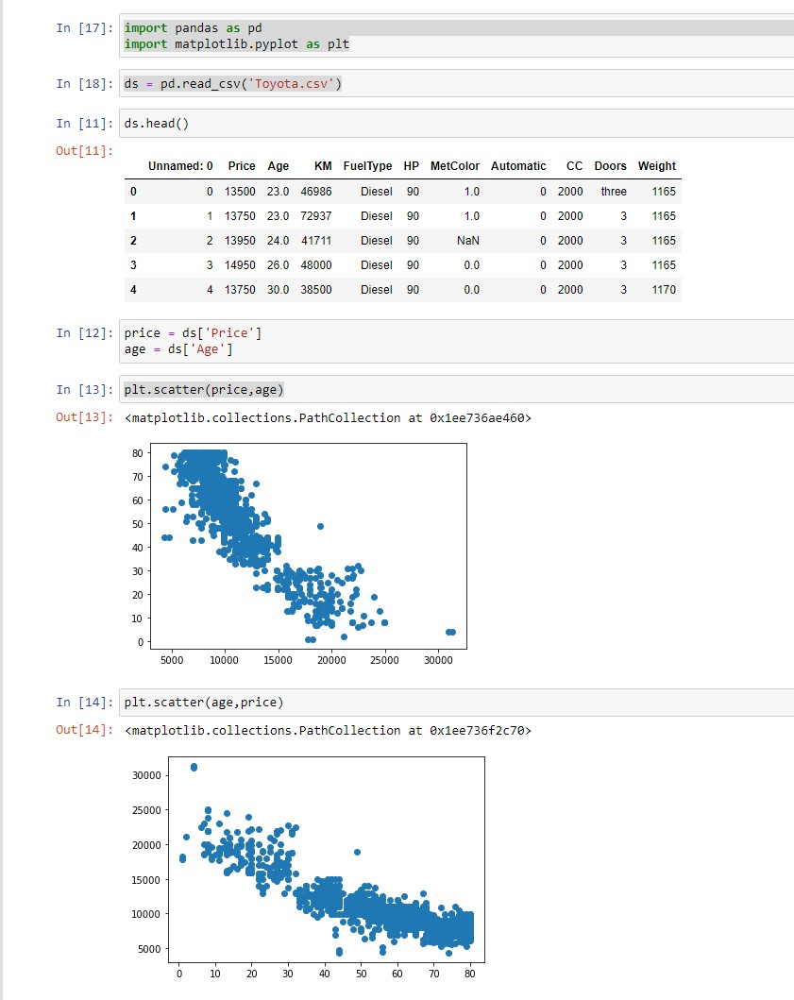 In [17]: import pandas as pd
import matplotlib.pyplot as plt
In [18]: ds = pd.read_csv('Toyota.csv')
In [11]: ds.head()
Out[11]:
Unnamed: 0 Price Age KM FuelType HP MetColor Automatic CC Doors Weight
0 0 13500 23.0 46986 Diesel 90 1.0 0 2000 three 1165
1 1 13750 23.0 72937 Diesel 90 1.0 0 2000 3 1165
2 2 13950 24.0 41711 Diesel 90 NaN 0 2000 3 1165
3 3 14950 26.0 48000 Diesel 90 0.0 0 2000 3 1165
4 4 13750 30.0 38500 Diesel 90 0.0 0 2000 3 1170
In [12]: price = ds['Price']
age = ds['Age']
In [13]: plt.scatter(price,age)
Out[13]: <matplotlib.collections.PathCollection at 0x1ee736ae460>
80
70
60
50
40
30
20
10
0
5000 10000 15000 20000 25000 30000
In [14]: plt.scatter(age,price)
Out[14]: <matplotlib.collections.PathCollection at 0x1ee736f2c70>
30000
25000
20000
15000
10000
5000
0 10 20 30 40 50 60 70 80